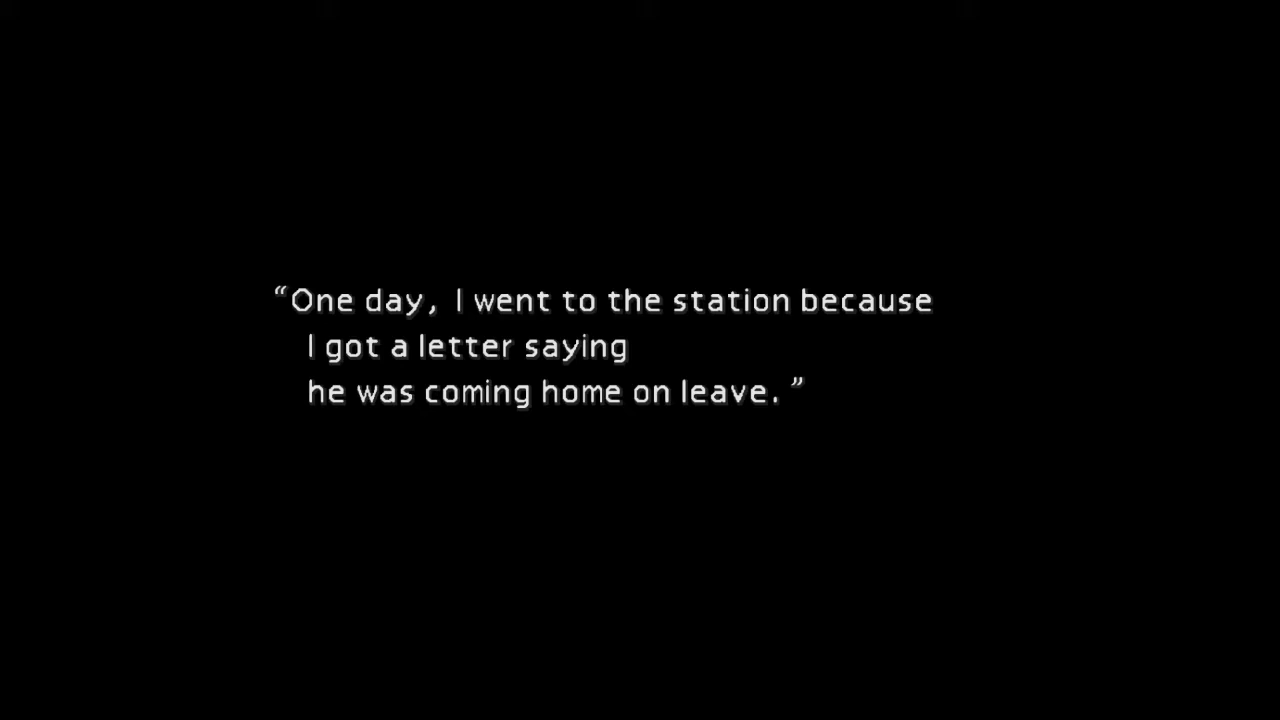 “One day, I went to the station because
I got a letter saying
he was coming home on leave.”